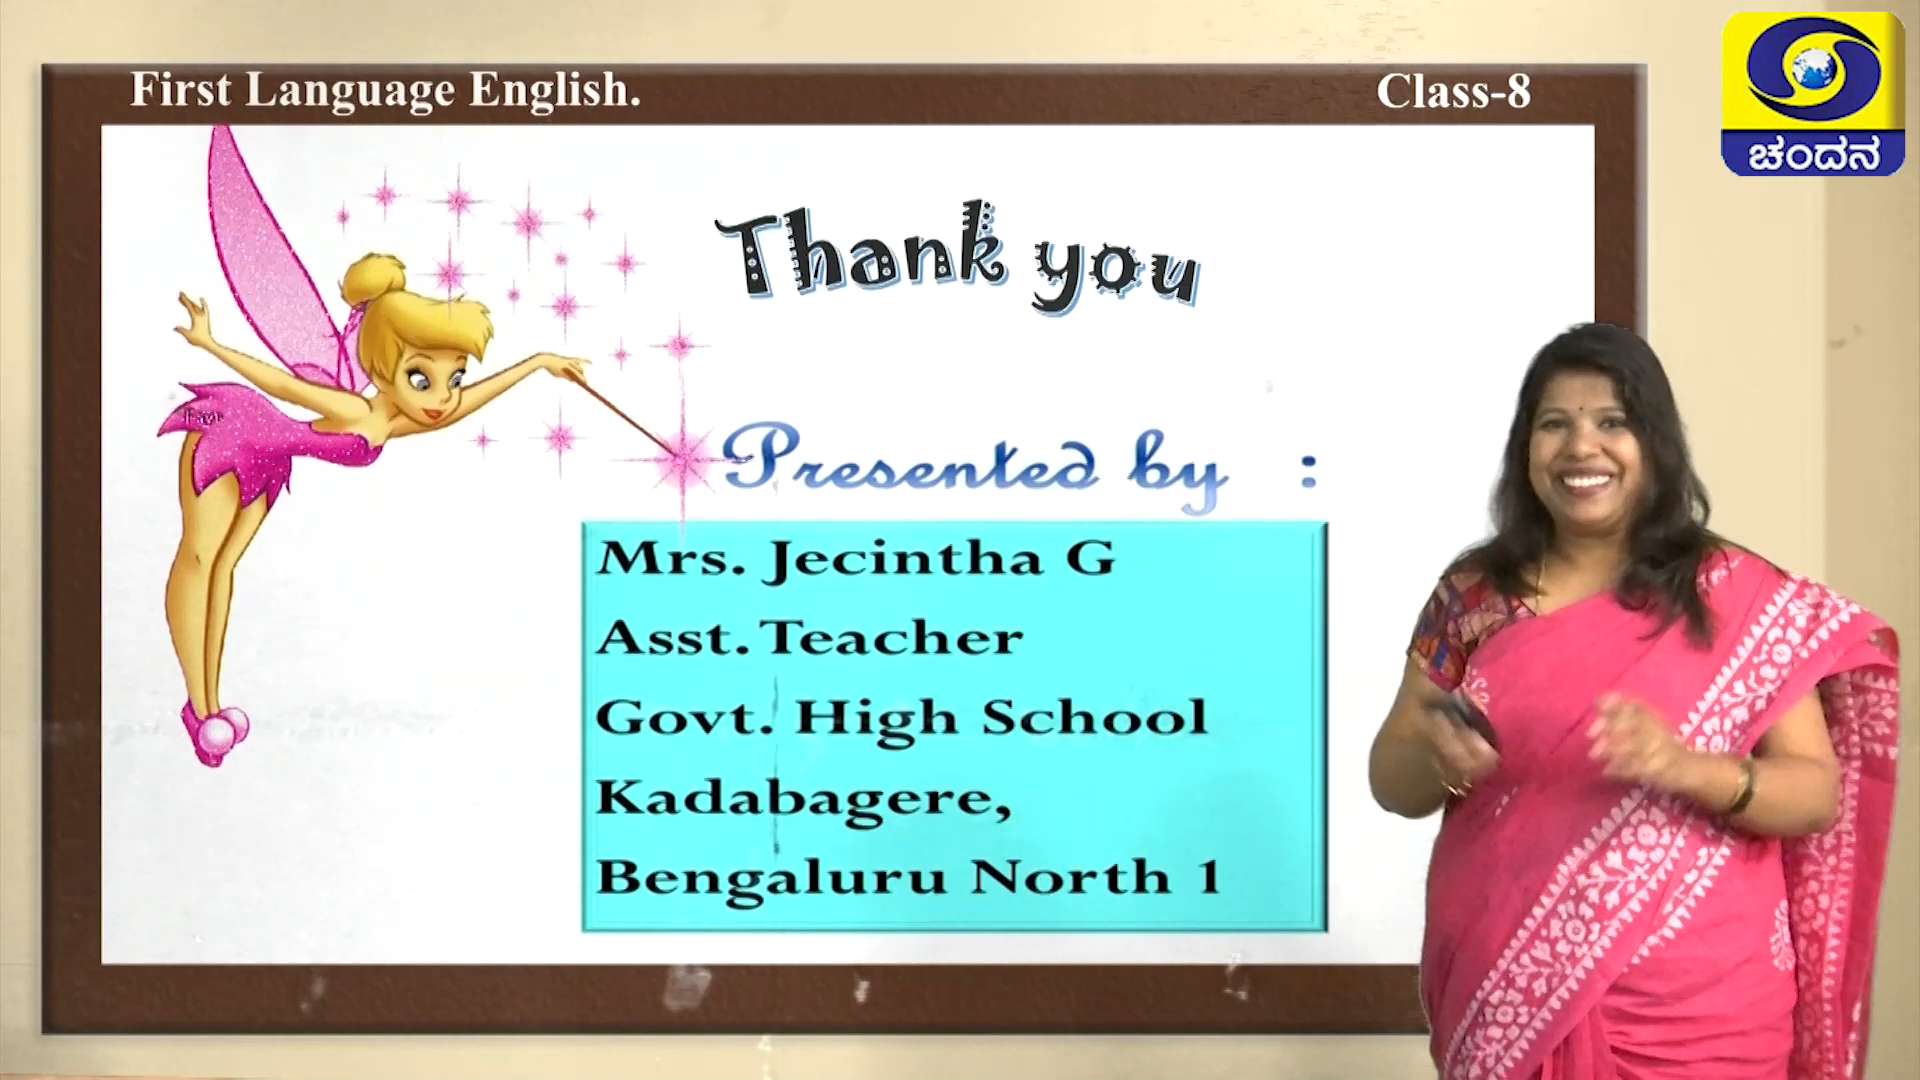 First Language English.
Class-8
ಚಂದನ
Thank you
Presented by :
Mrs. Jecintha G
Asst. Teacher
Govt. High School
Kadabagere,
Bengaluru North 1